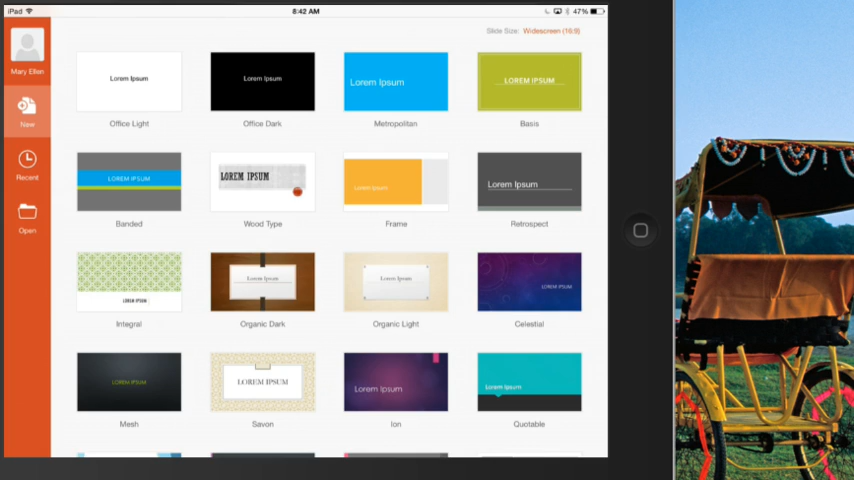 iPad
8:42 AM
47%
Slide Size: Widescreen (16:9)
Mary Ellen
New
Recent
Open
Lorem Ipsum
Lorem Ipsum
Lorem Ipsum
LOREM IPSUM
Office Light
Office Dark
Metropolitan
Basis
LOREM IPSUM
LOREM IPSUM
Lorem Ipsum
Lorem Ipsum
Banded
Wood Type
Frame
Retrospect
LOREM IPSUM
Lorem Ipsum
Lorem Ipsum
LOREM IPSUM
Integral
Organic Dark
Organic Light
Celestial
LOREM IPSUM
LOREM IPSUM
Lorem Ipsum
Lorem Ipsum
Mesh
Savon
Ion
Quotable